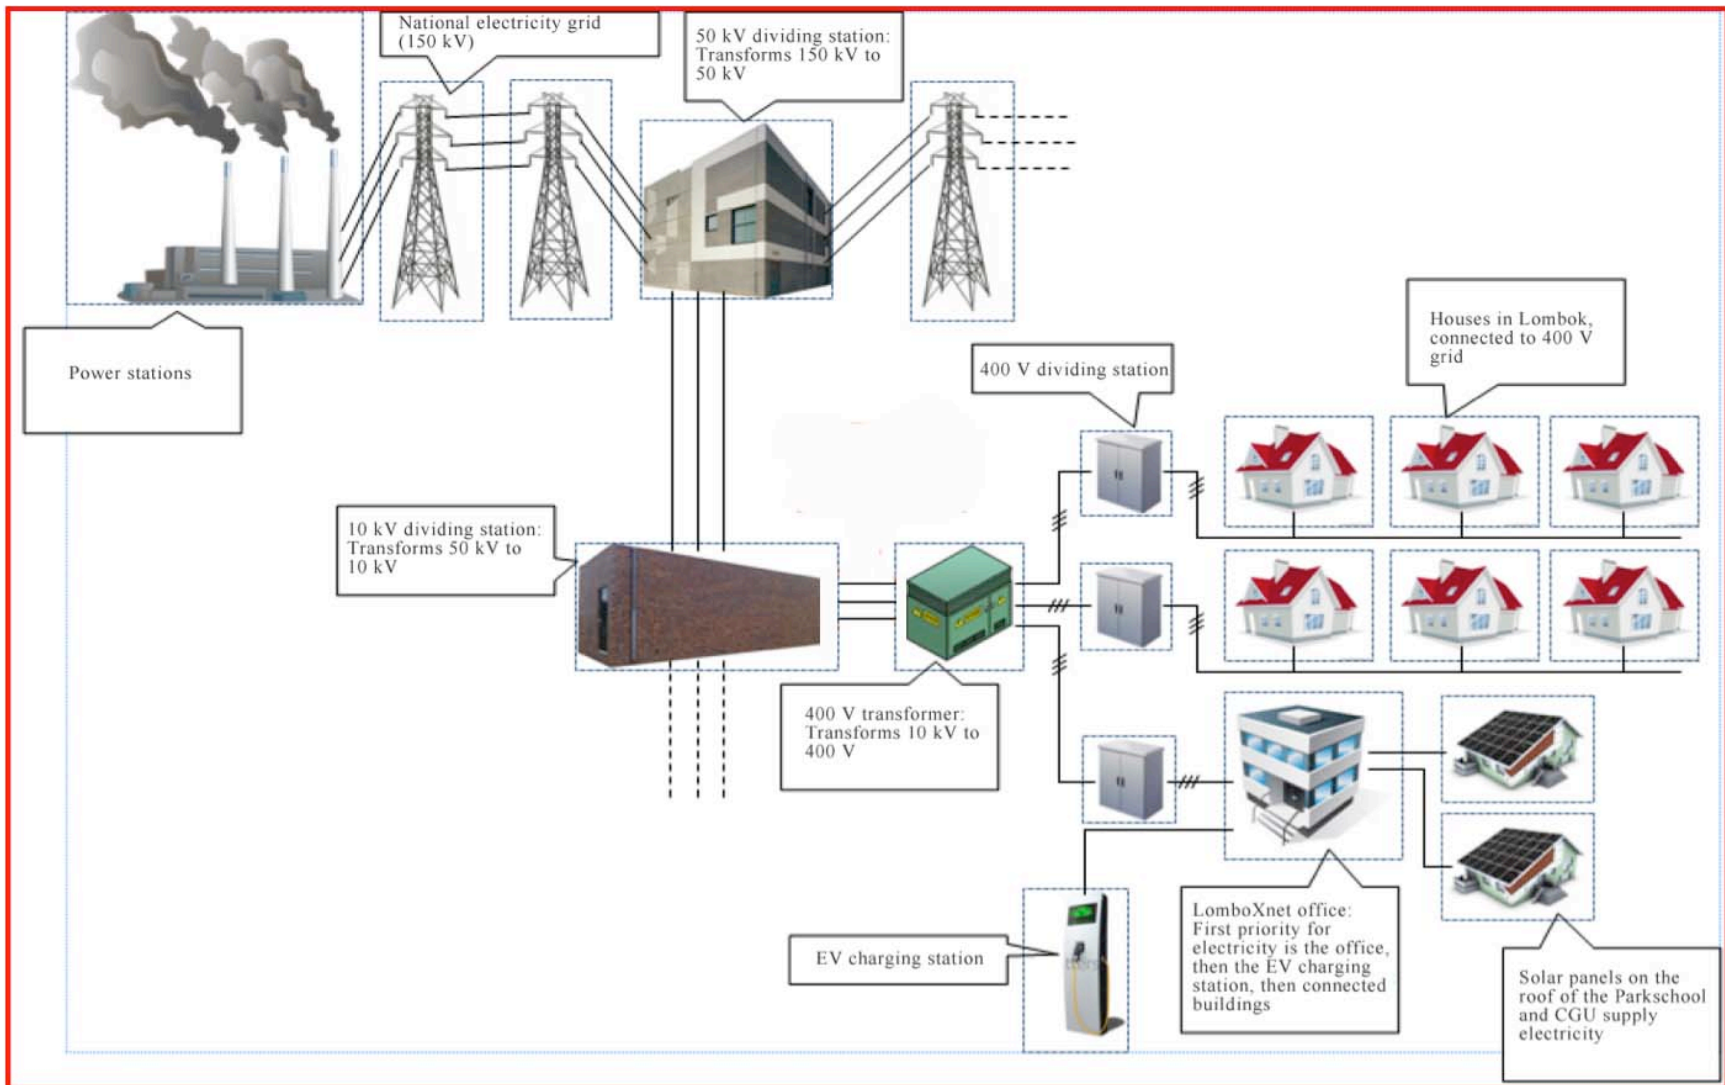 National electricity grid
(150 kV)
50 kV dividing station:
Transforms 150 kV to
50 kV
Power stations
Houses in Lombok,
connected to 400 V
grid
400 V dividing station
10 kV dividing station:
Transforms 50 kV to
10 kV
400 V transformer:
Transforms 10 kV to
400 V
EV charging station
LomboXnet office:
First priority for
electricity is the office,
then the EV charging
station, then connected
buildings
Solar panels on the
roof of the Parkschool
and CGU supply
electricity